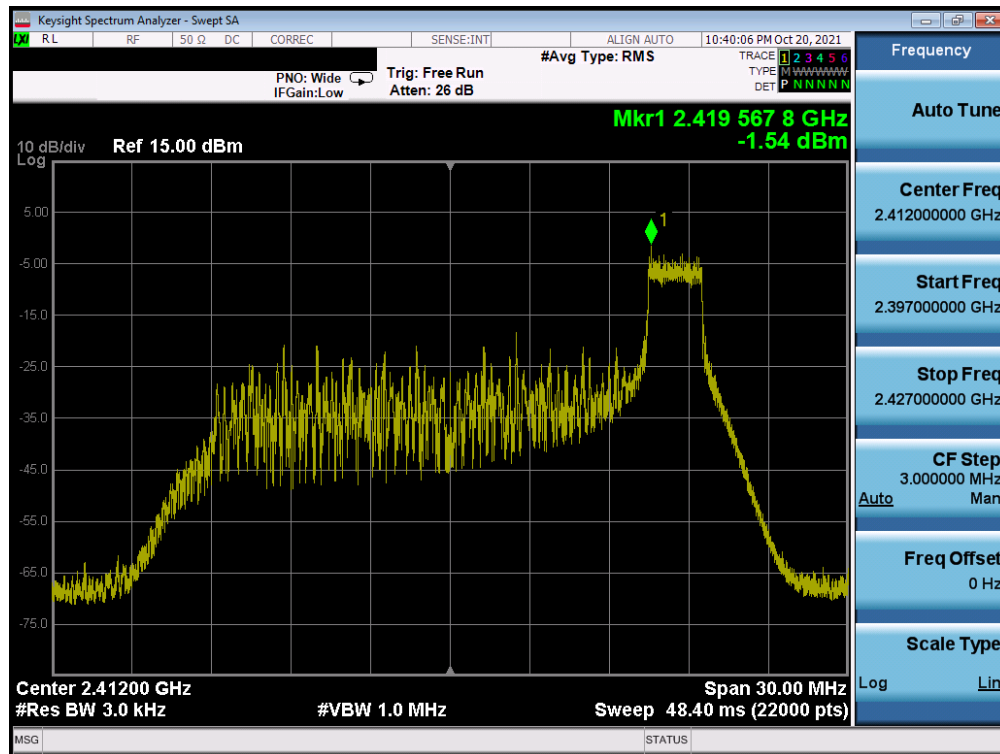 Keysight Spectrum Analyzer - Swept SA
LXI RL RF 50 Ω DC CORREC SENSE:INT ALIGN AUTO 10:40:06 PM Oct 20, 2021
PNO: Wide
IFGain:Low
Trig: Free Run
Atten: 26 dB
#Avg Type: RMS
TRACE 1 2 3 4 5 6
TYPE M WWWWW
DET P N N N N N
Mkr1 2.419 567 8 GHz
-1.54 dBm
10 dB/div Ref 15.00 dBm
Log
1
5.00
-5.00
-15.0
-25.0
-35.0
-45.0
-55.0
-65.0
-75.0
Center 2.41200 GHz Span 30.00 MHz
#Res BW 3.0 kHz #VBW 1.0 MHz Sweep 48.40 ms (22000 pts)
MSG STATUS
Frequency
Auto Tune
Center Freq
2.412000000 GHz
Start Freq
2.397000000 GHz
Stop Freq
2.427000000 GHz
CF Step
3.000000 MHz
Auto Man
Freq Offset
0 Hz
Scale Type
Log Lin